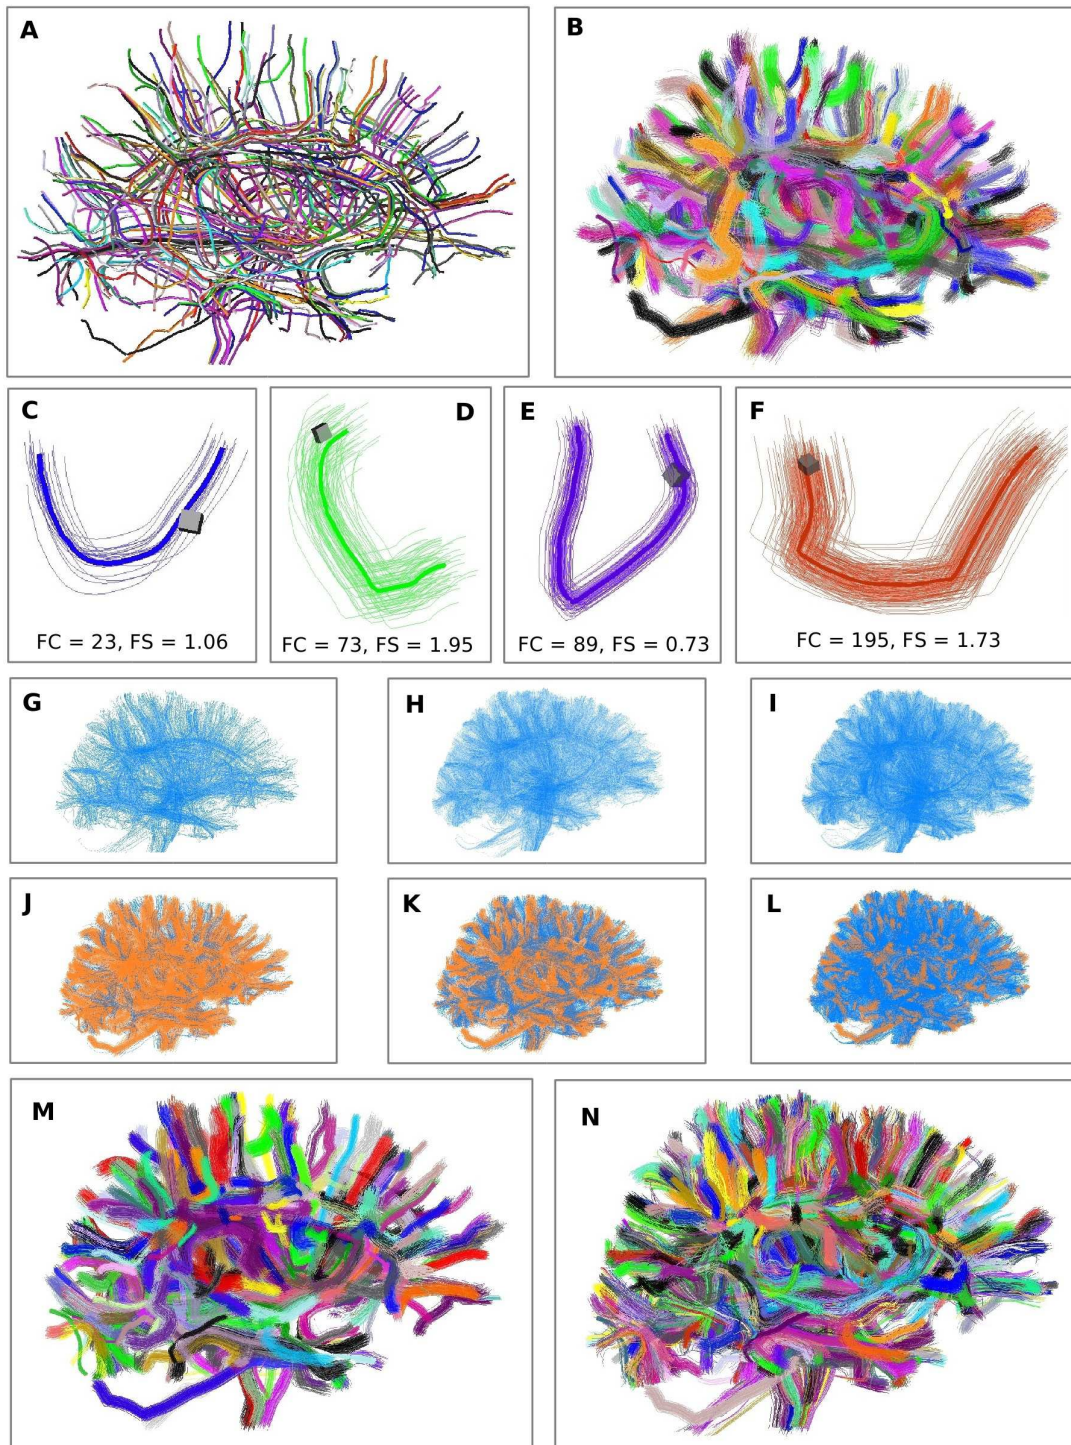 A
B
C
D
E
F
FC = 23, FS = 1.06
FC = 73, FS = 1.95
FC = 89, FS = 0.73
FC = 195, FS = 1.73
G
H
I
J
K
L
M
N